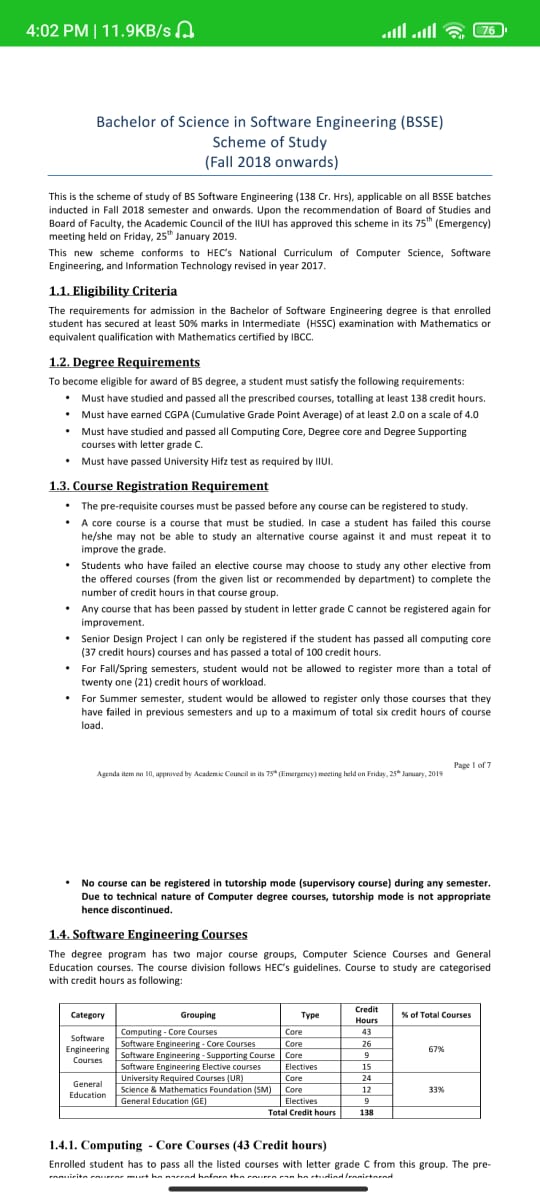 4:02 PM | 11.9KB/s
76
Bachelor of Science in Software Engineering (BSSE)
Scheme of Study
(Fall 2018 onwards)
This is the scheme of study of BS Software Engineering (138 Cr. Hrs), applicable on all BSSE batches
inducted in Fall 2018 semester and onwards. Upon the recommendation of Board of Studies and
Board of Faculty, the Academic Council of the IIUI has approved this scheme in its 75th (Emergency)
meeting held on Friday, 25th January 2019.
This new scheme conforms to HEC's National Curriculum of Computer Science, Software
Engineering, and Information Technology revised in year 2017.
1.1. Eligibility Criteria
The requirements for admission in the Bachelor of Software Engineering degree is that enrolled
student has secured at least 50% marks in Intermediate (HSSC) examination with Mathematics or
equivalent qualification with Mathematics certified by IBCC.
1.2. Degree Requirements
To become eligible for award of BS degree, a student must satisfy the following requirements:
• Must have studied and passed all the prescribed courses, totalling at least 138 credit hours.
• Must have earned CGPA (Cumulative Grade Point Average) of at least 2.0 on a scale of 4.0
• Must have studied and passed all Computing Core, Degree core and Degree Supporting
courses with letter grade C.
• Must have passed University Hifz test as required by IIUI.
1.3. Course Registration Requirement
• The pre-requisite courses must be passed before any course can be registered to study.
• A core course is a course that must be studied. In case a student has failed this course
he/she may not be able to study an alternative course against it and must repeat it to
improve the grade.
• Students who have failed an elective course may choose to study any other elective from
the offered courses (from the given list or recommended by department) to complete the
number of credit hours in that course group.
• Any course that has been passed by student in letter grade C cannot be registered again for
improvement.
• Senior Design Project I can only be registered if the student has passed all computing core
(37 credit hours) courses and has passed a total of 100 credit hours.
• For Fall/Spring semesters, student would not be allowed to register more than a total of
twenty one (21) credit hours of workload.
• For Summer semester, student would be allowed to register only those courses that they
have failed in previous semesters and up to a maximum of total six credit hours of course
load.
Page 1 of 7
Agenda item no 10, approved by Academic Council in its 75th (Emergency) meeting held on Friday, 25th January, 2019
• No course can be registered in tutorship mode (supervisory course) during any semester.
Due to technical nature of Computer degree courses, tutorship mode is not appropriate
hence discontinued.
1.4. Software Engineering Courses
The degree program has two major course groups, Computer Science Courses and General
Education courses. The course division follows HEC's guidelines. Course to study are categorised
with credit hours as following:
Category Grouping Type Credit Hours % of Total Courses
Software Engineering Courses Computing - Core Courses Core 43 67%
Software Engineering - Core Courses Core 26
Software Engineering - Supporting Course Core 9
Software Engineering Elective courses Electives 15
General Education University Required Courses (UR) Core 24 33%
Science & Mathematics Foundation (SM) Core 12
General Education (GE) Electives 9
Total Credit hours 138
1.4.1. Computing - Core Courses (43 Credit hours)
Enrolled student has to pass all the listed courses with letter grade C from this group. The pre-
requisite courses must be passed before the course can be studied/registered